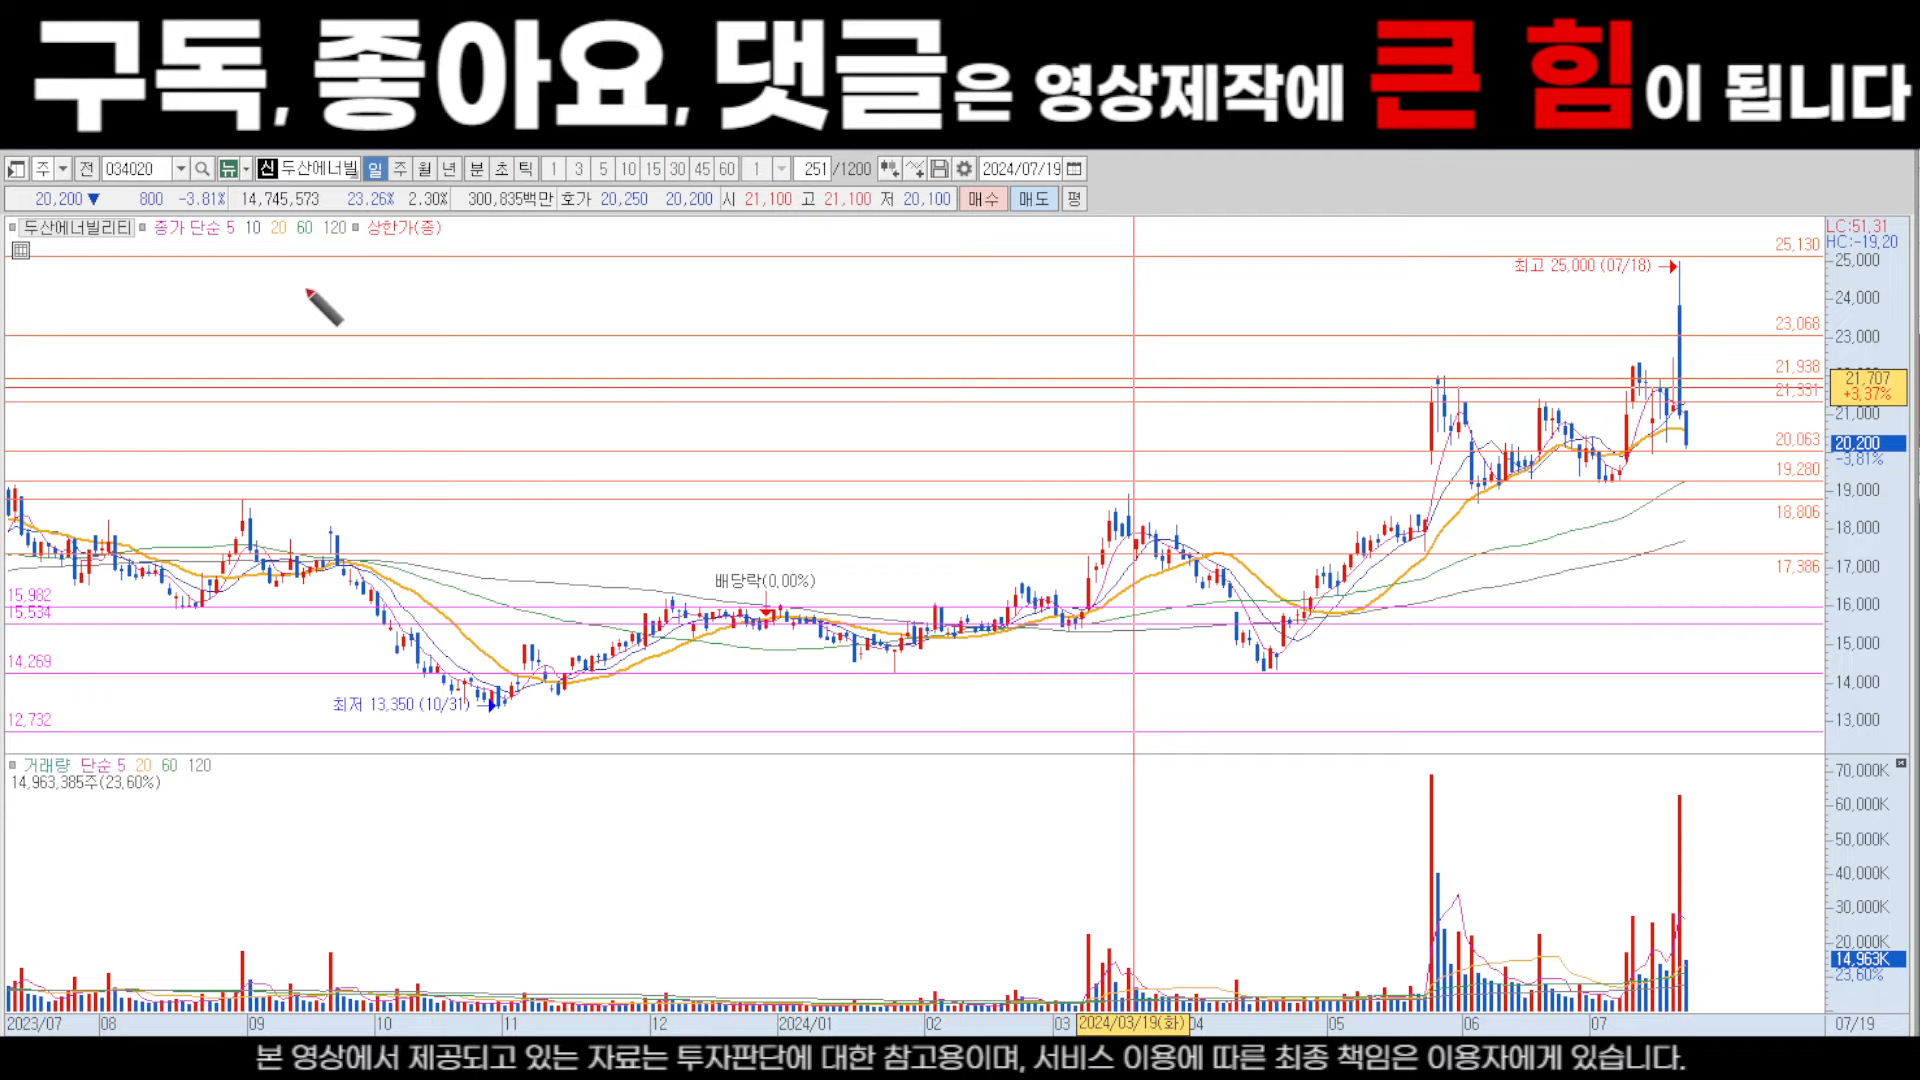 구독, 좋아요, 댓글은 영상제작에 큰 힘이 됩니다
주 전 034020 뉴 신 두산에너빌 일 주 월 년 분 초 틱 1 3 5 10 15 30 45 60 1 251 /1200 2024/07/19
20,200 ▼ 800 -3.81% 14,745,573 23.26% 2.30% 300,835백만 호가 20,250 20,200 시 21,100 고 21,100 저 20,100 매수 매도 평
두산에너빌리티 종가 단순 5 10 20 60 120 상한가(종)
LC:51.31
HC:-19.20
25,130
최고 25,000 (07/18)
25,000
24,000
23,068
23,000
21,938
21,707
+3.37%
21,331
21,000
20,063
20,200
-3.81%
19,280
19,000
18,806
18,000
17,386
17,000
배당락(0.00%)
15,982
16,000
15,534
15,000
14,269
14,000
최저 13,350 (10/31)
12,732
13,000
거래량 단순 5 20 60 120
14,963,385주(23.60%)
70,000K
60,000K
50,000K
40,000K
30,000K
20,000K
14,963K
23.60%
2023/07 08 09 10 11 12 2024/01 02 03 2024/03/19(화) 04 05 06 07 07/19
본 영상에서 제공되고 있는 자료는 투자판단에 대한 참고용이며, 서비스 이용에 따른 최종 책임은 이용자에게 있습니다.